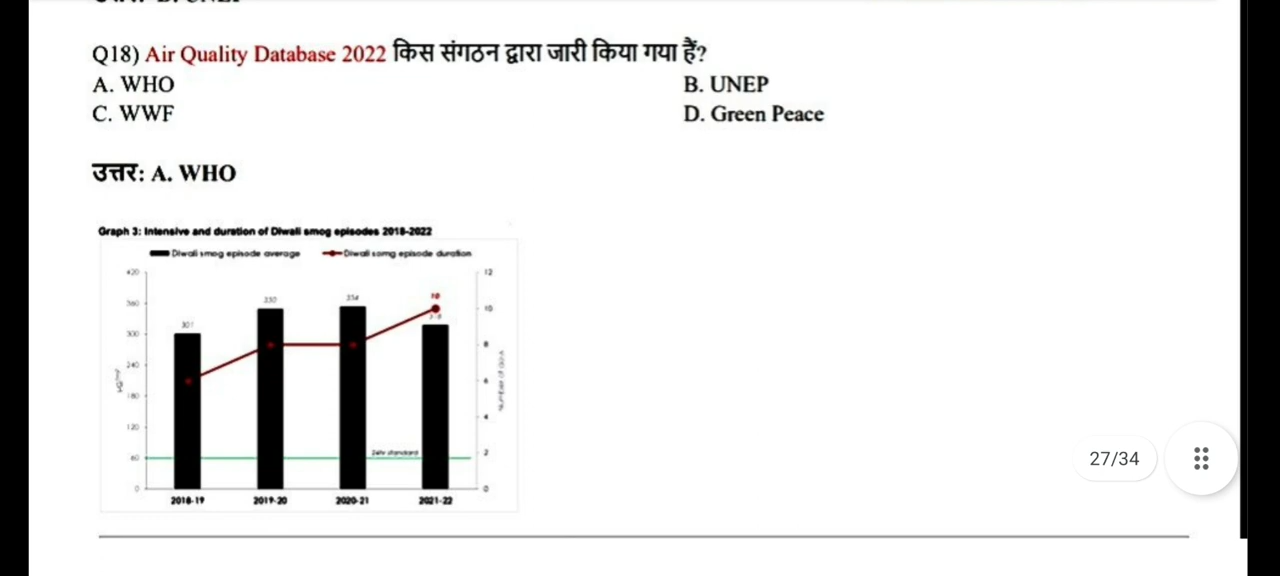 Q18) Air Quality Database 2022 किस संगठन द्वारा जारी किया गया हैं?
A. WHO B. UNEP
C. WWF D. Green Peace
उत्तर: A. WHO
Graph 3: Intensive and duration of Diwali smog episodes 2018-2022
Diwali smog episode average Diwali somg episode duration
420 12
360 330 334 10 10
300 301 8
240
180 6
120 4
60 24hr standard 2
0 0
2018-19 2019-20 2020-21 2021-22
27/34